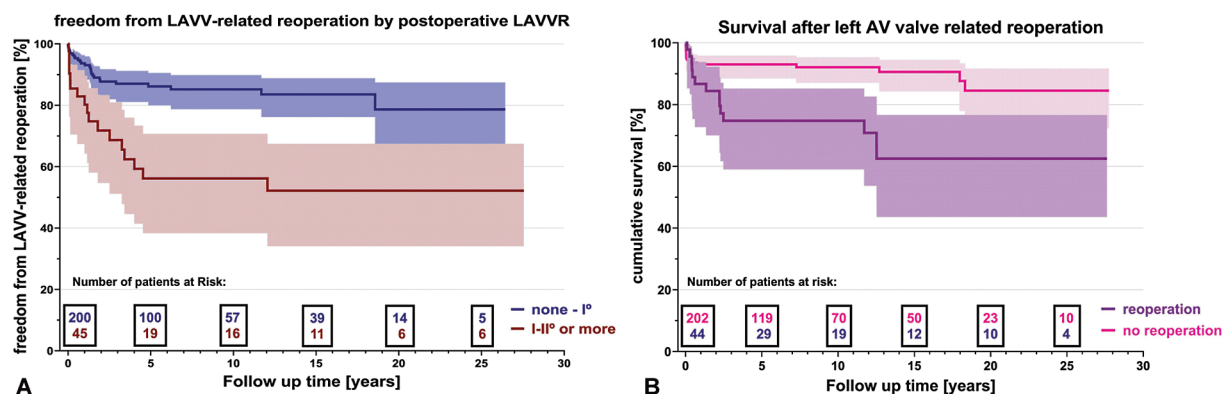 freedom from LAVV-related reoperation by postoperative LAVVR
freedom from LAVV-related reoperation [%]
100
80
60
40
20
0
Number of patients at Risk:
200 100 57 39 14 5
45 19 16 11 6 6
none - Iº
I-IIº or more
0 5 10 15 20 25 30
Follow up time [years]
A
Survival after left AV valve related reoperation
cumulative survival [%]
100
80
60
40
20
0
Number of patients at risk:
202 119 70 50 23 10
44 29 19 12 10 4
reoperation
no reoperation
0 5 10 15 20 25 30
Follow up time [years]
B